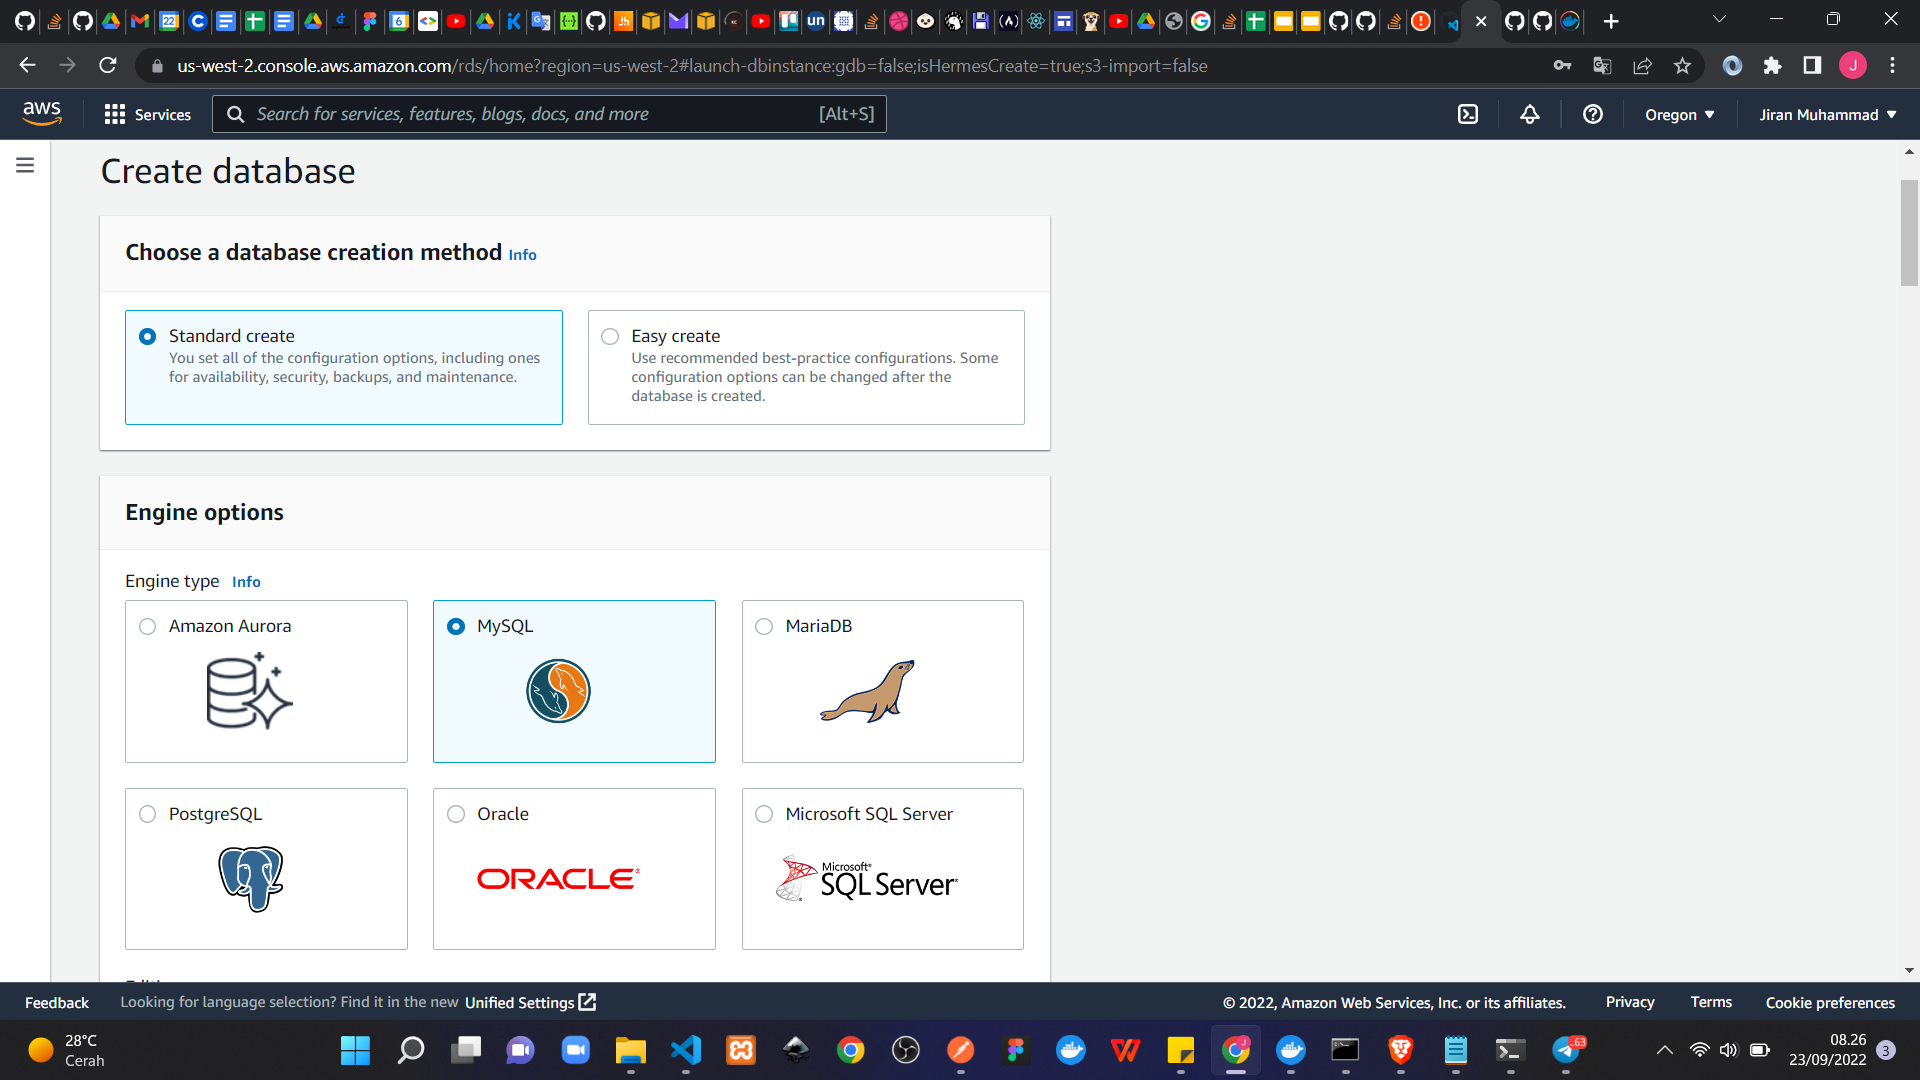 us-west-2.console.aws.amazon.com/rds/home?region=us-west-2#launch-dbinstance:gdb=false;isHermesCreate=true;s3-import=false
J
aws
Services
Search for services, features, blogs, docs, and more
[Alt+S]
Oregon
Jiran Muhammad
Create database
Choose a database creation method Info
Standard create
You set all of the configuration options, including ones
for availability, security, backups, and maintenance.
Easy create
Use recommended best-practice configurations. Some
configuration options can be changed after the
database is created.
Engine options
Engine type Info
Amazon Aurora
MySQL
MariaDB
PostgreSQL
Oracle
ORACLE
Microsoft SQL Server
Microsoft®
SQL Server
Feedback
Looking for language selection? Find it in the new Unified Settings
© 2022, Amazon Web Services, Inc. or its affiliates.
Privacy
Terms
Cookie preferences
28°C
Cerah
63
08.26
23/09/2022
3